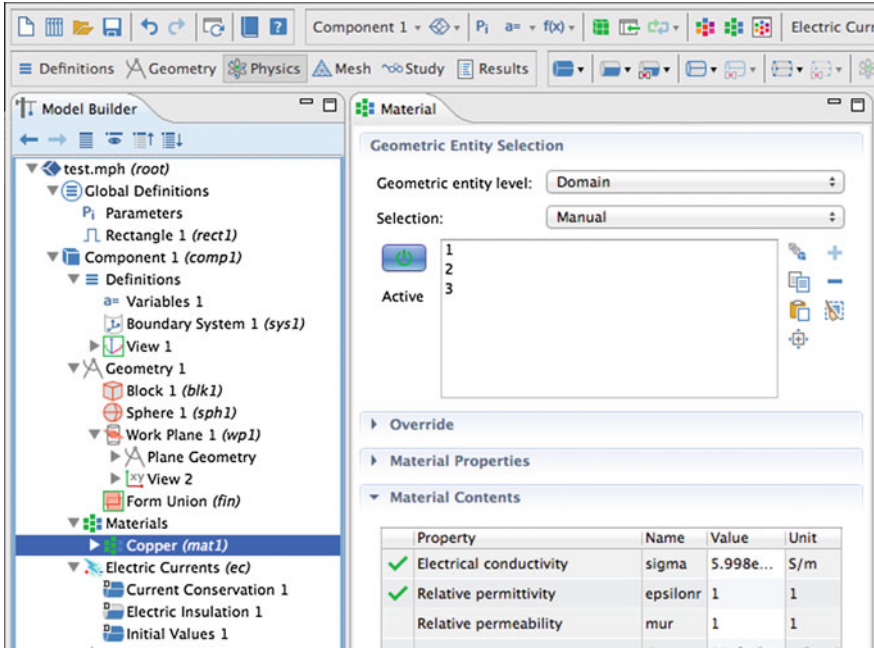 Component 1 Pi a= f(x) Electric Curr
Definitions Geometry Physics Mesh Study Results
Model Builder
test.mph (root)
Global Definitions
Pi Parameters
Rectangle 1 (rect1)
Component 1 (comp1)
Definitions
a= Variables 1
Boundary System 1 (sys1)
View 1
Geometry 1
Block 1 (blk1)
Sphere 1 (sph1)
Work Plane 1 (wp1)
Plane Geometry
xy View 2
Form Union (fin)
Materials
Copper (mat1)
Electric Currents (ec)
Current Conservation 1
Electric Insulation 1
Initial Values 1
Material
Geometric Entity Selection
Geometric entity level: Domain
Selection: Manual
Active
1
2
3
Override
Material Properties
Material Contents
Property Name Value Unit
Electrical conductivity sigma 5.998e... S/m
Relative permittivity epsilonr 1 1
Relative permeability mur 1 1